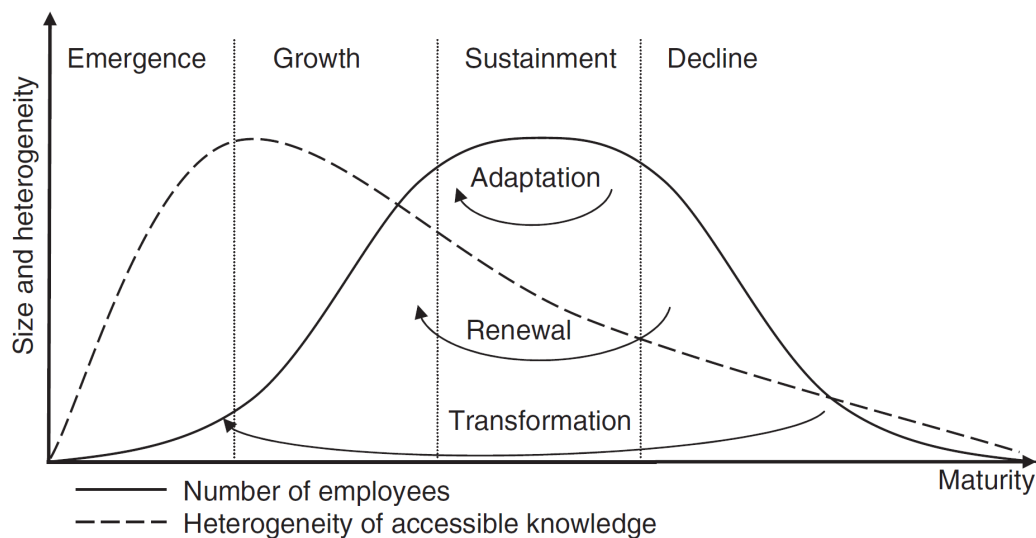 Emergence
Growth
Sustainment
Decline
Size and heterogeneity
Adaptation
Renewal
Transformation
Maturity
Number of employees
Heterogeneity of accessible knowledge